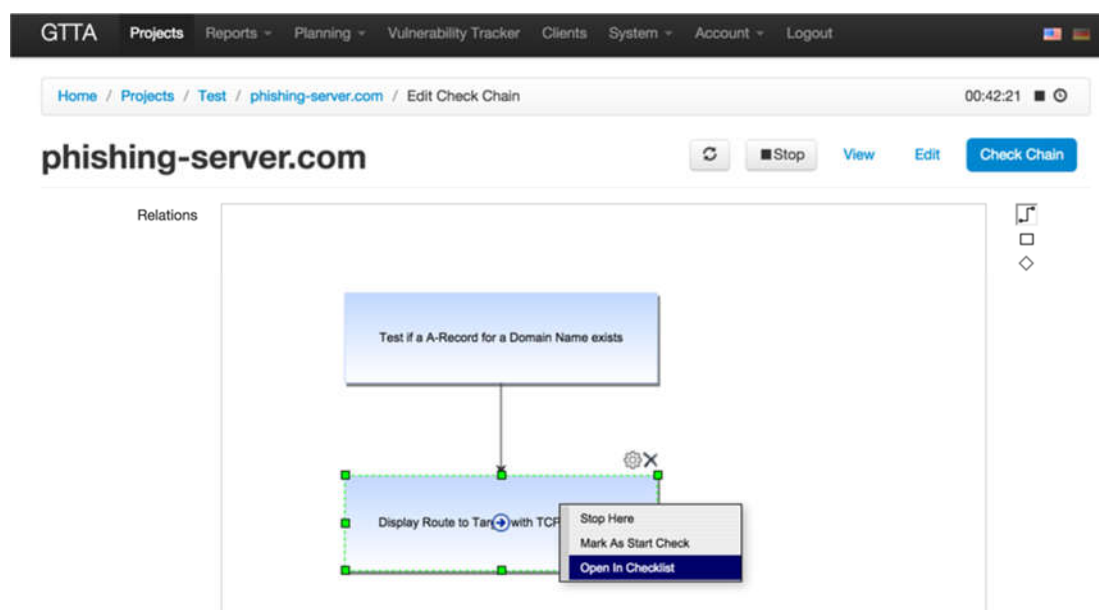 GTTA Projects Reports Planning Vulnerability Tracker Clients System Account Logout
Home / Projects / Test / phishing-server.com / Edit Check Chain 00:42:21
phishing-server.com Stop View Edit Check Chain
Relations
Test if a A-Record for a Domain Name exists
Display Route to Tar with TCP
Stop Here
Mark As Start Check
Open In Checklist